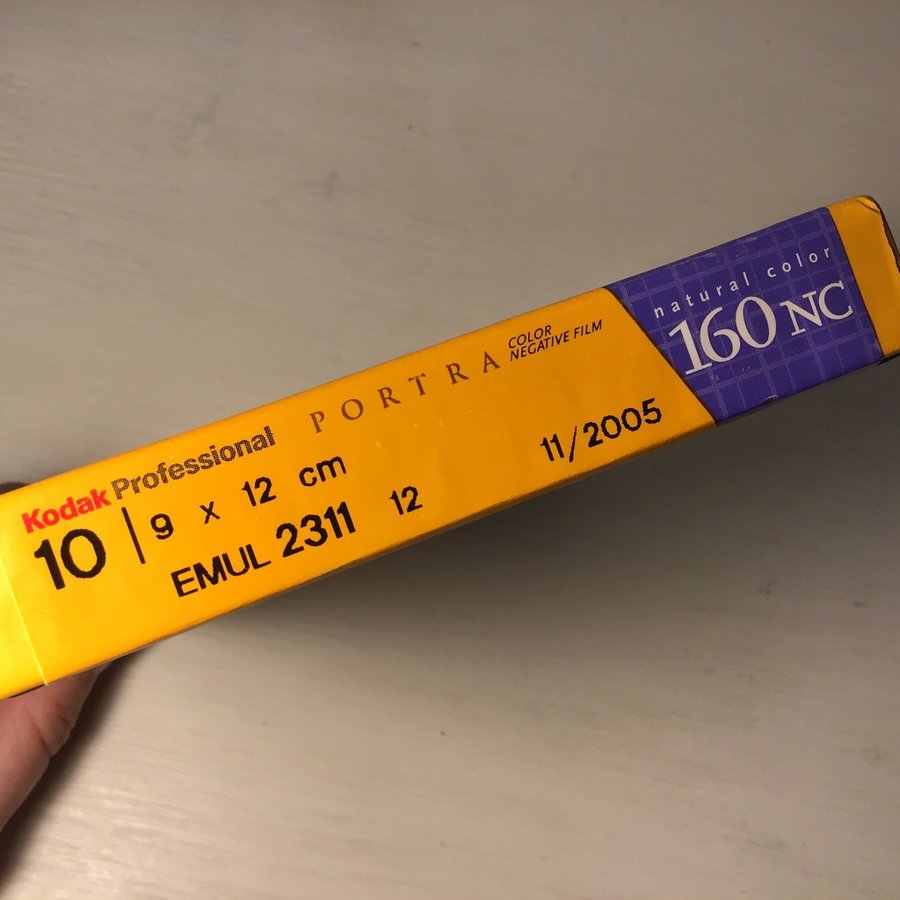 Kodak Professional PORTRA COLOR
NEGATIVE FILM
natural color
160 NC
10 | 9 x 12 cm
11/2005
EMUL 2311 12